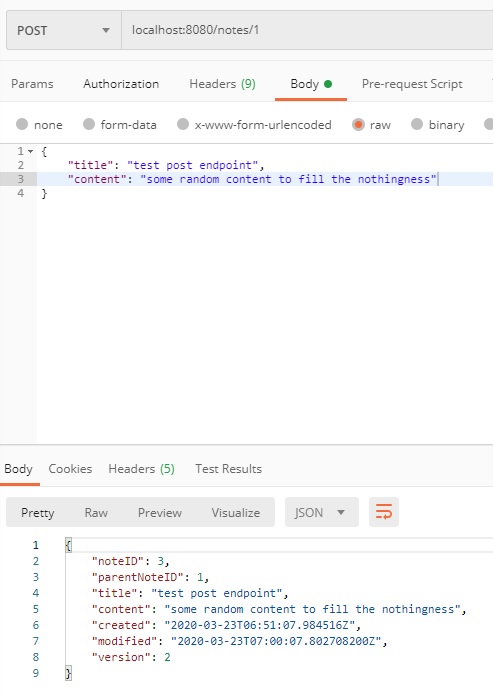 POST localhost:8080/notes/1
Params Authorization Headers (9) Body Pre-request Script
none form-data x-www-form-urlencoded raw binary
1 {
2 "title": "test post endpoint",
3 "content": "some random content to fill the nothingness"
4 }
Body Cookies Headers (5) Test Results
Pretty Raw Preview Visualize JSON
1 {
2 "noteID": 3,
3 "parentNoteID": 1,
4 "title": "test post endpoint",
5 "content": "some random content to fill the nothingness",
6 "created": "2020-03-23T06:51:07.984516Z",
7 "modified": "2020-03-23T07:00:07.802708200Z",
8 "version": 2
9 }